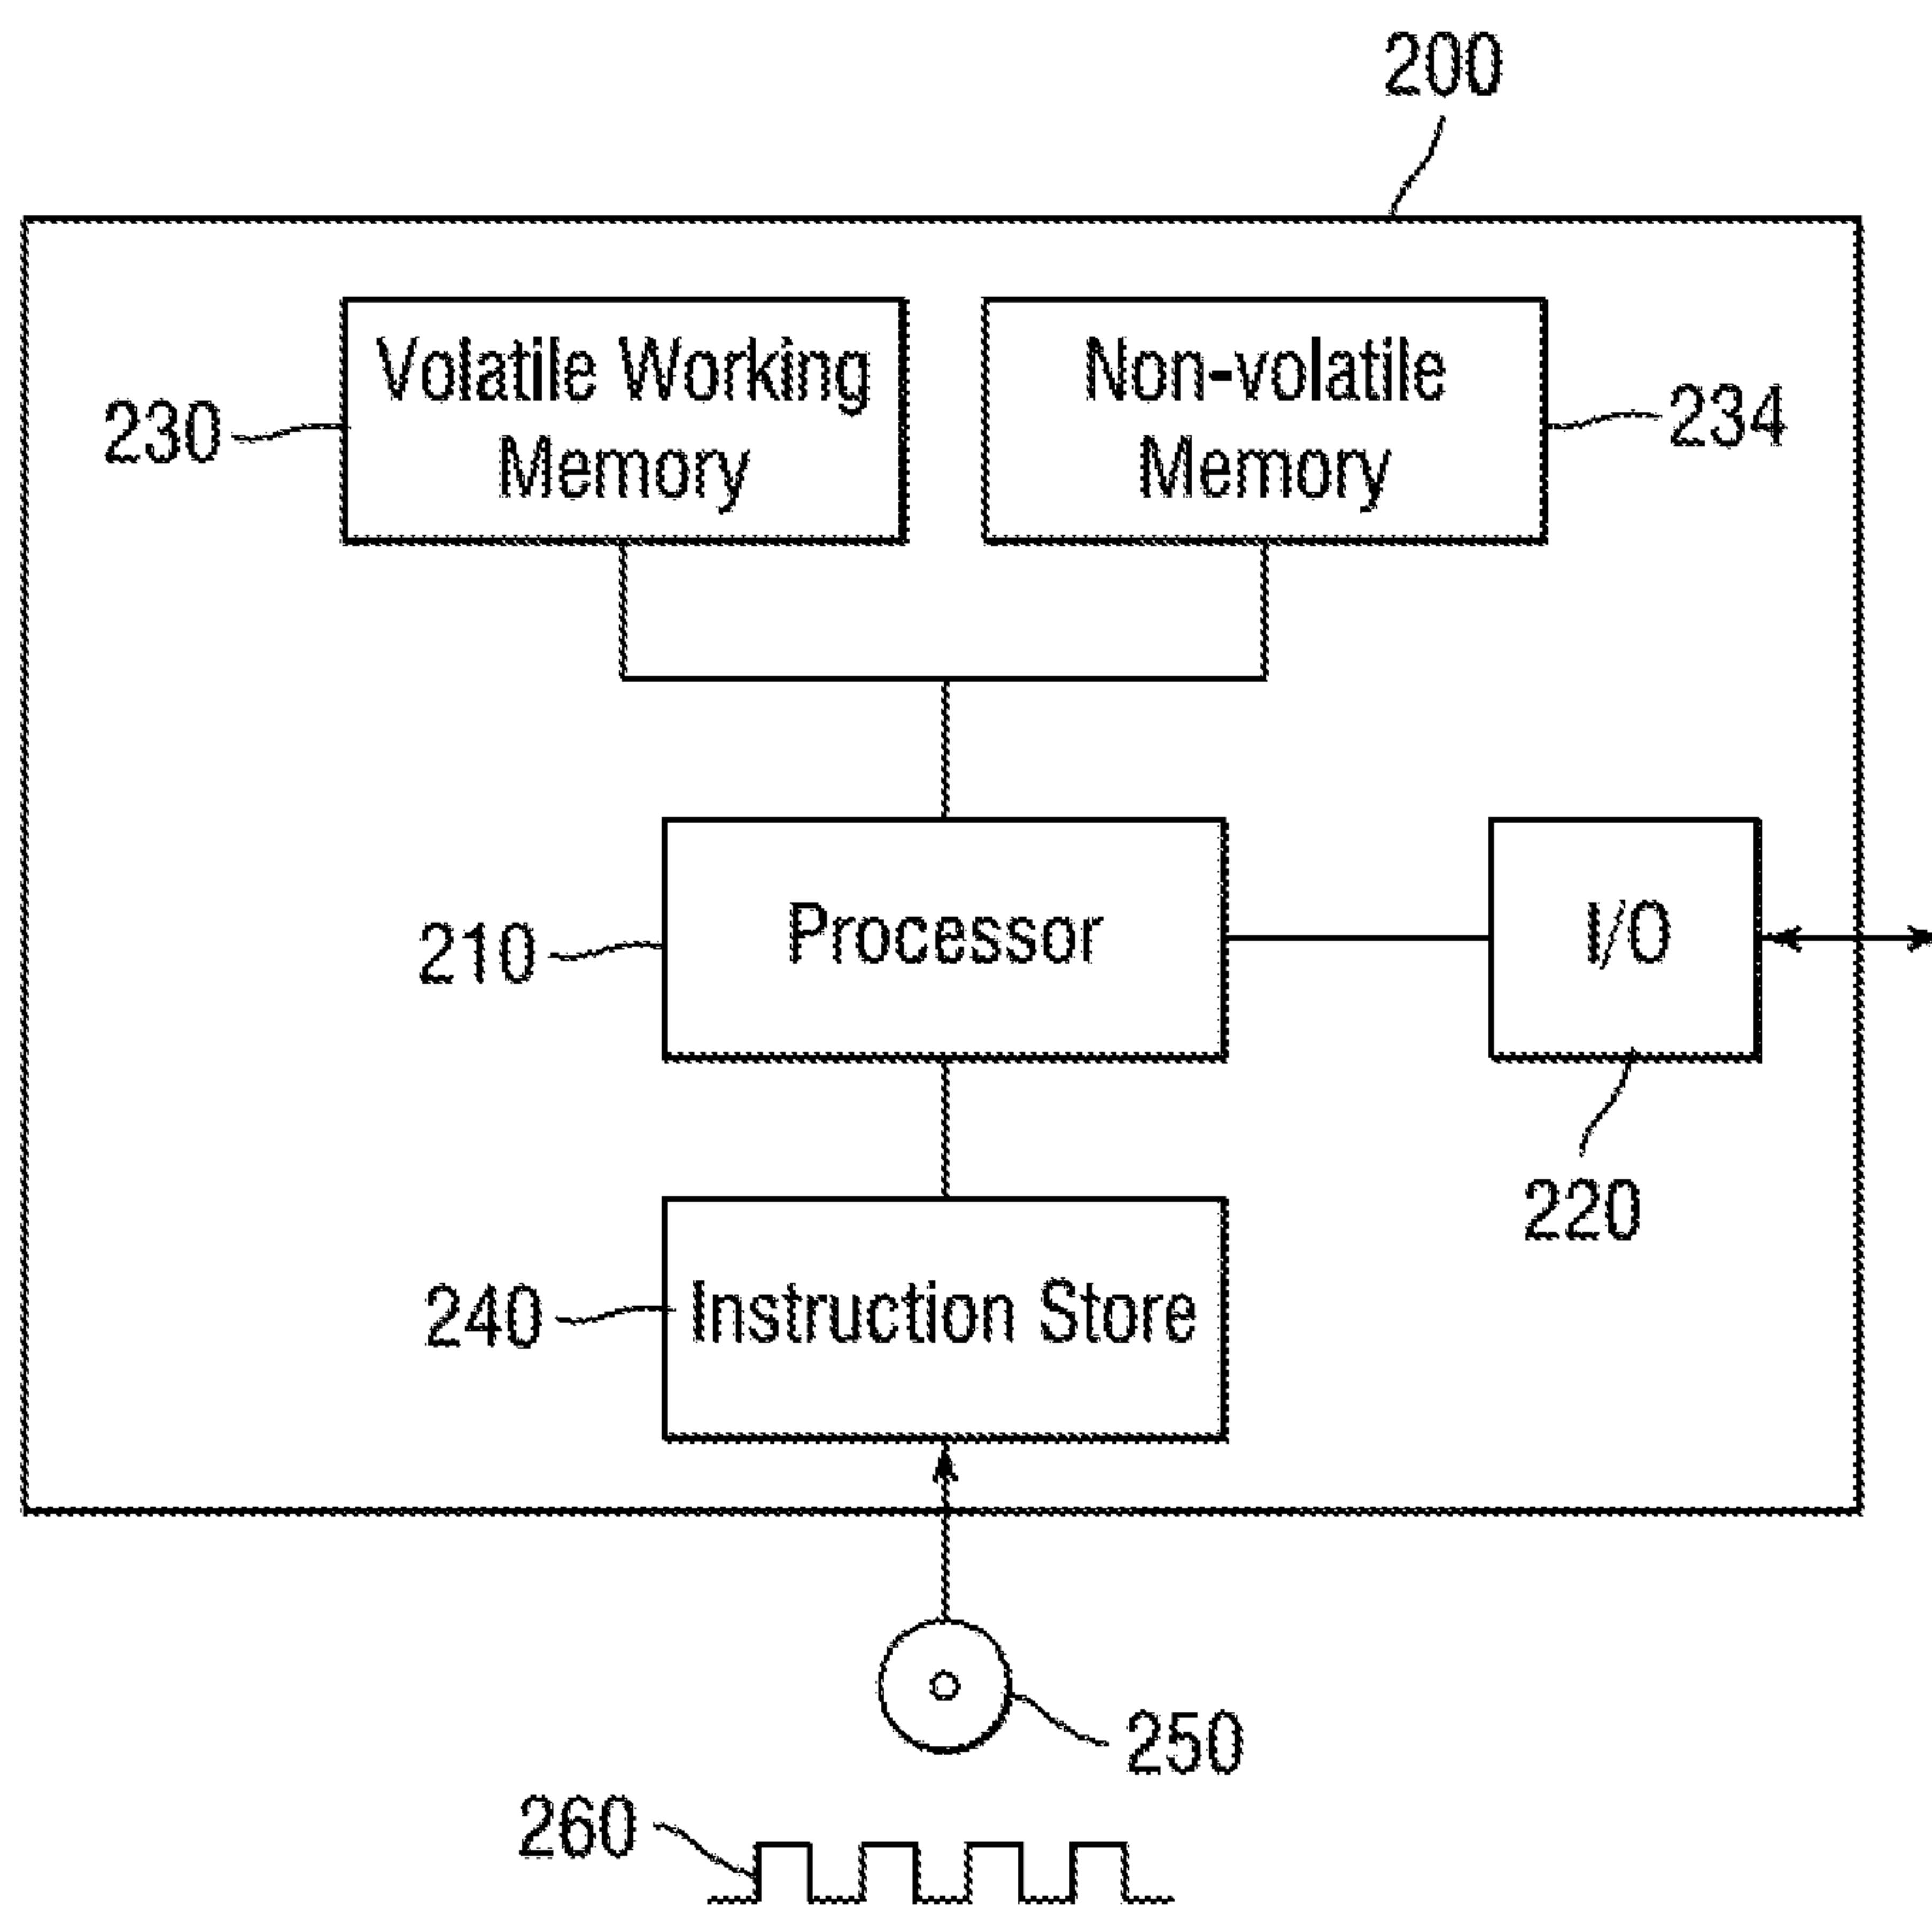 200
Volatile Working
Memory
Non-volatile
Memory
230
234
Processor
I/O
210
220
Instruction Store
240
250
260